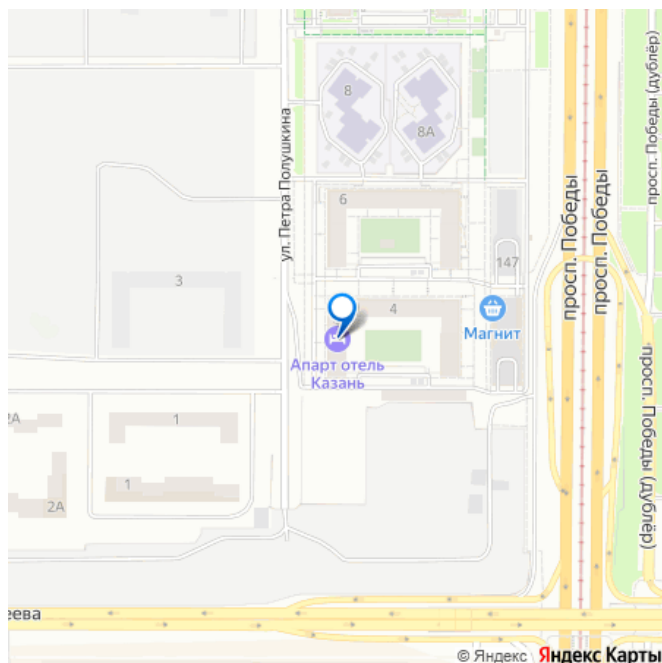 просп. Победы (дублёр)
8
8А
ул. Петра Полушкина
6
просп. Победы
просп. Победы
147
3
4
Магнит
Апарт отель
Казань
просп. Победы (дублёр)
2А
1
1
2А
еева
© Яндекс Яндекс Карты